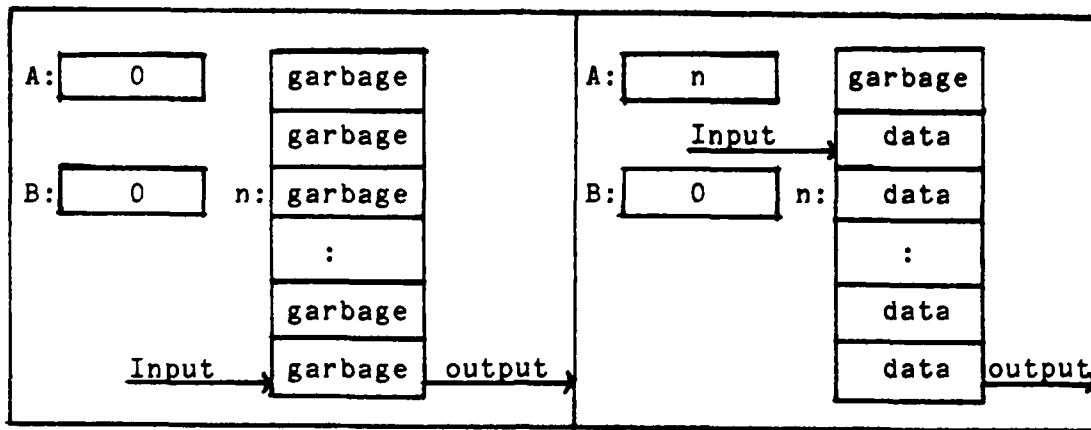 A: 0 garbage
garbage
B: 0 n: garbage
:
garbage
Input garbage output
A: n garbage
Input data
B: 0 n: data
:
data
data output